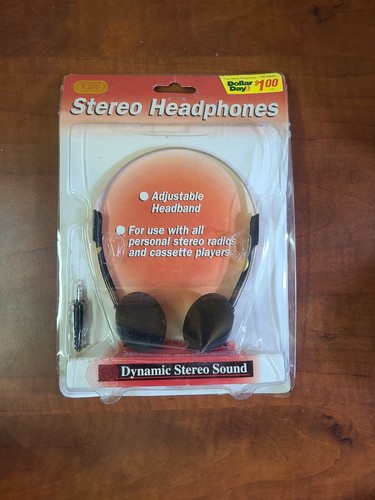 Dollar
Day!
$1.00
Stereo Headphones
Adjustable
Headband
For use with all
personal stereo radios
and cassette players
Dynamic Stereo Sound